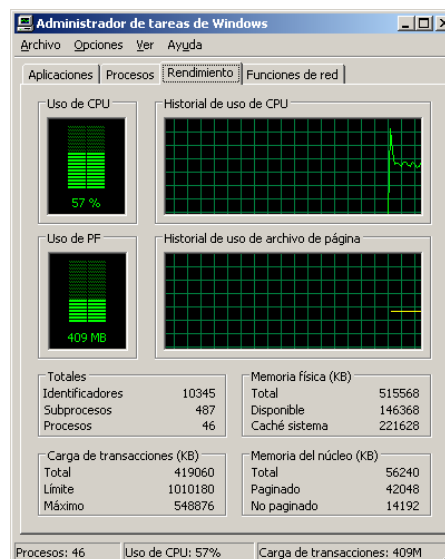 Administrador de tareas de Windows
Archivo Opciones Ver Ayuda
Aplicaciones Procesos Rendimiento Funciones de red
Uso de CPU Historial de uso de CPU
57 %
Uso de PF Historial de uso de archivo de página
409 MB
Totales Memoria física (KB)
Identificadores 10345 Total 515568
Subprocesos 487 Disponible 146368
Procesos 46 Caché sistema 221628
Carga de transacciones (KB) Memoria del núcleo (KB)
Total 419060 Total 56240
Límite 1010180 Paginado 42048
Máximo 548876 No paginado 14192
Procesos: 46 Uso de CPU: 57% Carga de transacciones: 409M